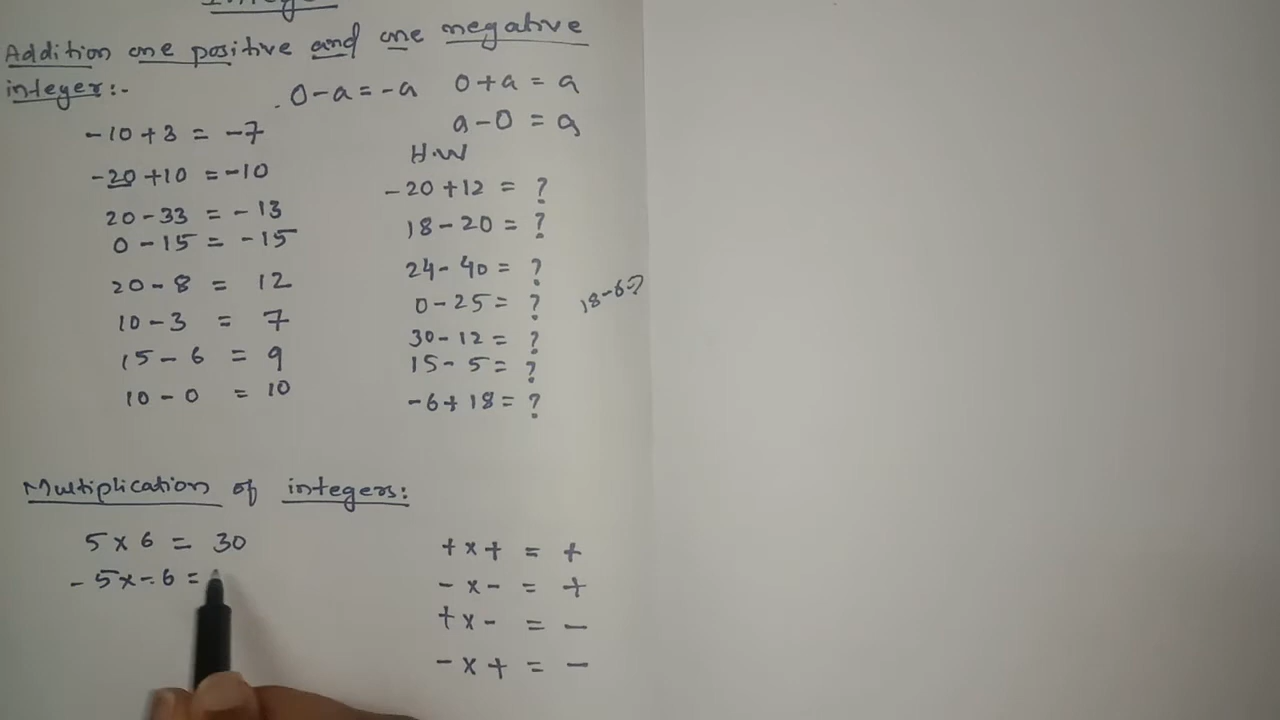 Addition one positive and one negative
integer:-
0-a=-a
0+a = a
a-0 = a
-10+3 = -7
-20+10 = -10
20-33 = -13
0-15 = -15
20-8 = 12
10-3 = 7
15-6 = 9
10-0 = 10
H.W
-20+12 = ?
18-20 = ?
24-40 = ?
0-25 = ?
30-12 = ?
15-5 = ?
-6+18 = ?
Multiplication of integers:
5 x 6 = 30
-5x-6 =
+ x + = +
- x - = +
+ x - = -
- x + = -